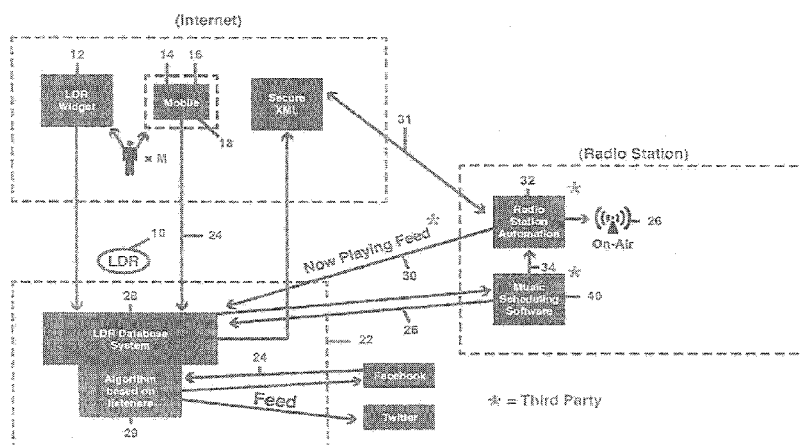 (Internet)
12
14
16
LDR
Widget
Mobile
Secure
XML
18
x M
31
(Radio Station)
32
*
Radio
Station
Automation
26
On-Air
10
LDR
24
Now Playing Feed*
30
34
*
Music
Scheduling
Software
40
28
26
LDR Database
System
22
24
Facebook
Algorithm
based on
listeners
Feed
Twitter
29
* = Third Party